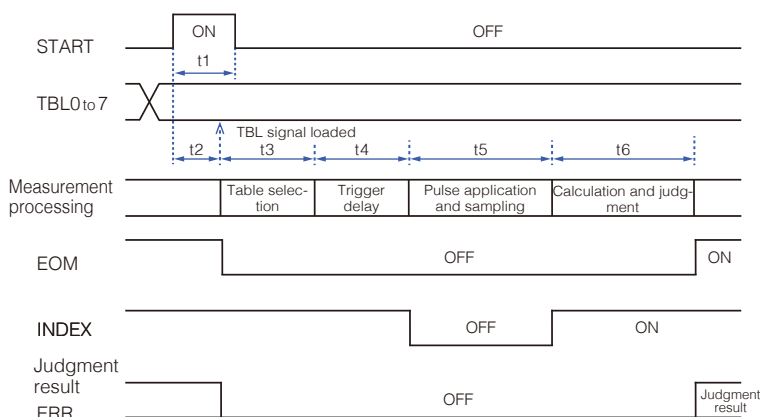 START
ON
OFF
t1
TBL0 to 7
TBL signal loaded
t2
t3
t4
t5
t6
Measurement
processing
Table selec-
tion
Trigger
delay
Pulse application
and sampling
Calculation and judg-
ment
EOM
OFF
ON
INDEX
OFF
ON
Judgment
result
ERR
OFF
Judgment
result